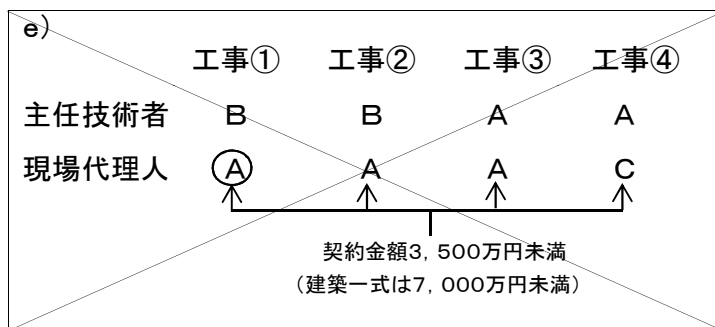 e)
工事① 工事② 工事③ 工事④
主任技術者 B B A A
現場代理人 A A A C
契約金額3,500万円未満
(建築一式は7,000万円未満)